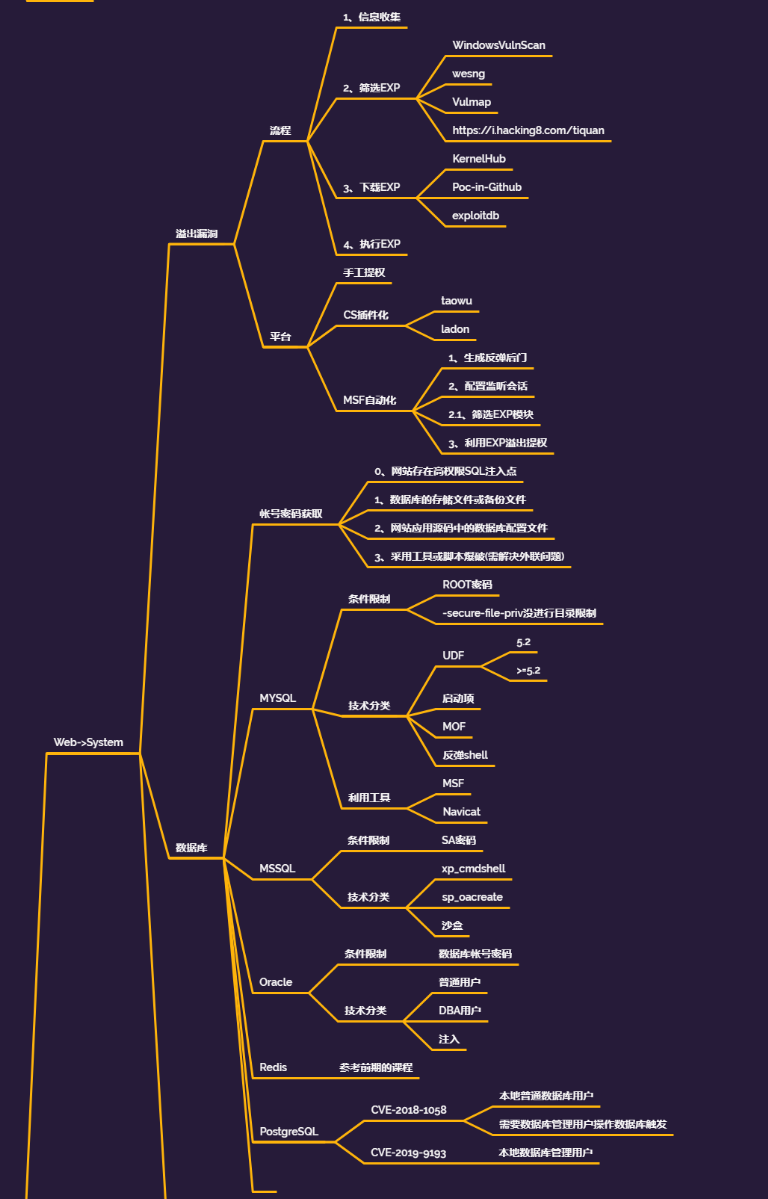 1、信息收集
WindowsVulnScan
wesng
2、筛选EXP
Vulmap
https://i.hacking8.com/tiquan
流程
KernelHub
3、下载EXP
Poc-in-Github
exploitdb
溢出漏洞
4、执行EXP
手工提权
taowu
CS插件化
ladon
平台
1、生成反弹后门
2、配置监听会话
MSF自动化
2.1、筛选EXP模块
3、利用EXP溢出提权
0、网站存在高权限SQL注入点
1、数据库的存储文件或备份文件
帐号密码获取
2、网站应用源码中的数据库配置文件
3、采用工具或脚本爆破(需解决外联问题)
ROOT密码
条件限制
-secure-file-priv没进行目录限制
5.2
UDF
>=5.2
MYSQL
启动项
技术分类
MOF
反弹shell
Web->System
MSF
利用工具
Navicat
条件限制
SA密码
数据库
MSSQL
xp_cmdshell
技术分类
sp_oacreate
沙盒
条件限制
数据库帐号密码
Oracle
普通用户
技术分类
DBA用户
注入
Redis
参考前期的课程
本地普通数据库用户
CVE-2018-1058
需要数据库管理用户操作数据库触发
PostgreSQL
CVE-2019-9193
本地数据库管理用户